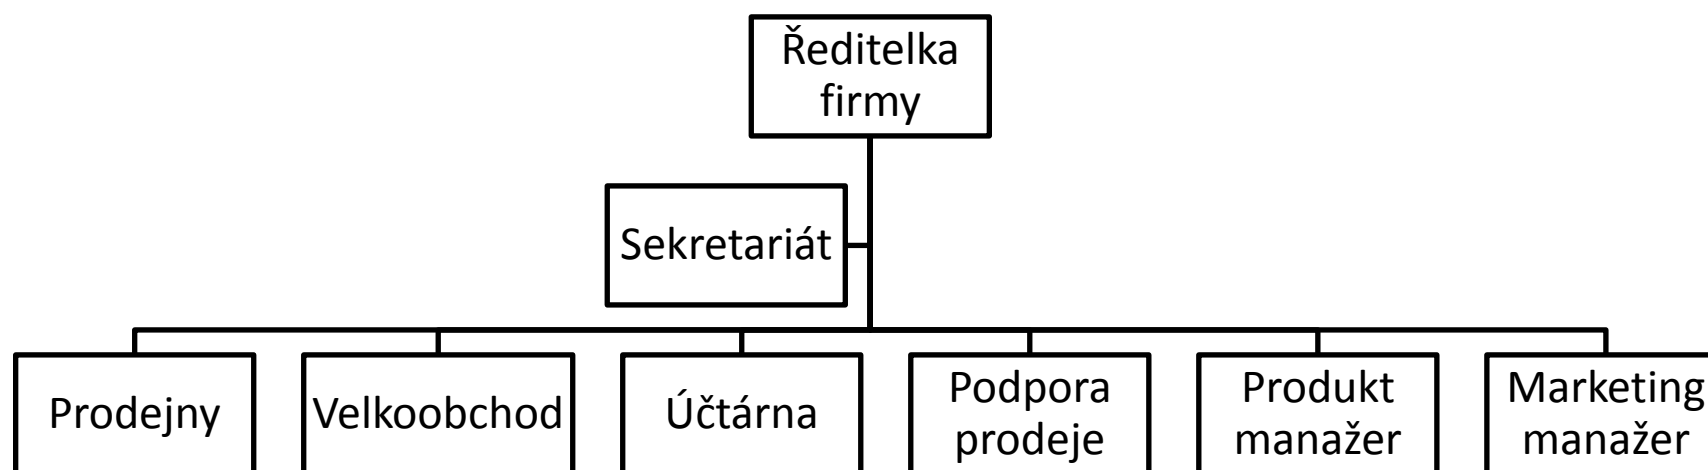 Ředitelka
firmy
Sekretariát
Prodejny
Velkoobchod
Účtárna
Podpora
prodeje
Produkt
manažer
Marketing
manažer